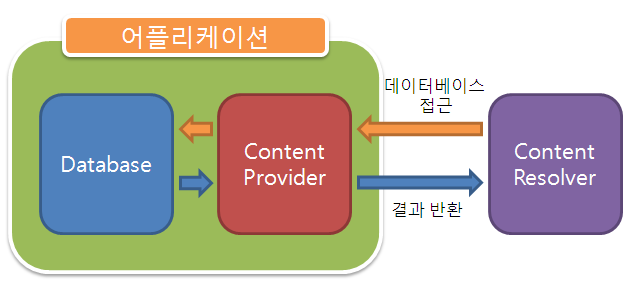 어플리케이션
데이터베이스
접근
Database
Content
Provider
Content
Resolver
결과 반환